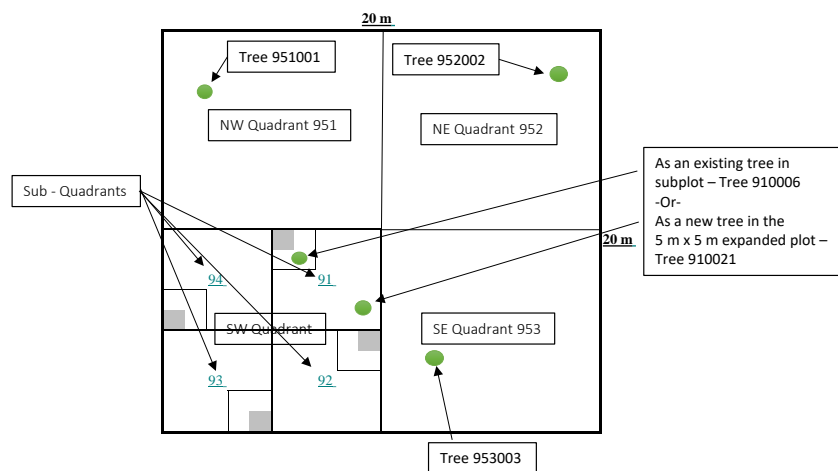 20 m
Tree 951001
Tree 952002
NW Quadrant 951
NE Quadrant 952
As an existing tree in
subplot – Tree 910006
-Or-
As a new tree in the
5 m x 5 m expanded plot –
Tree 910021
Sub - Quadrants
20 m
94
91
SW Quadrant
SE Quadrant 953
93
92
Tree 953003